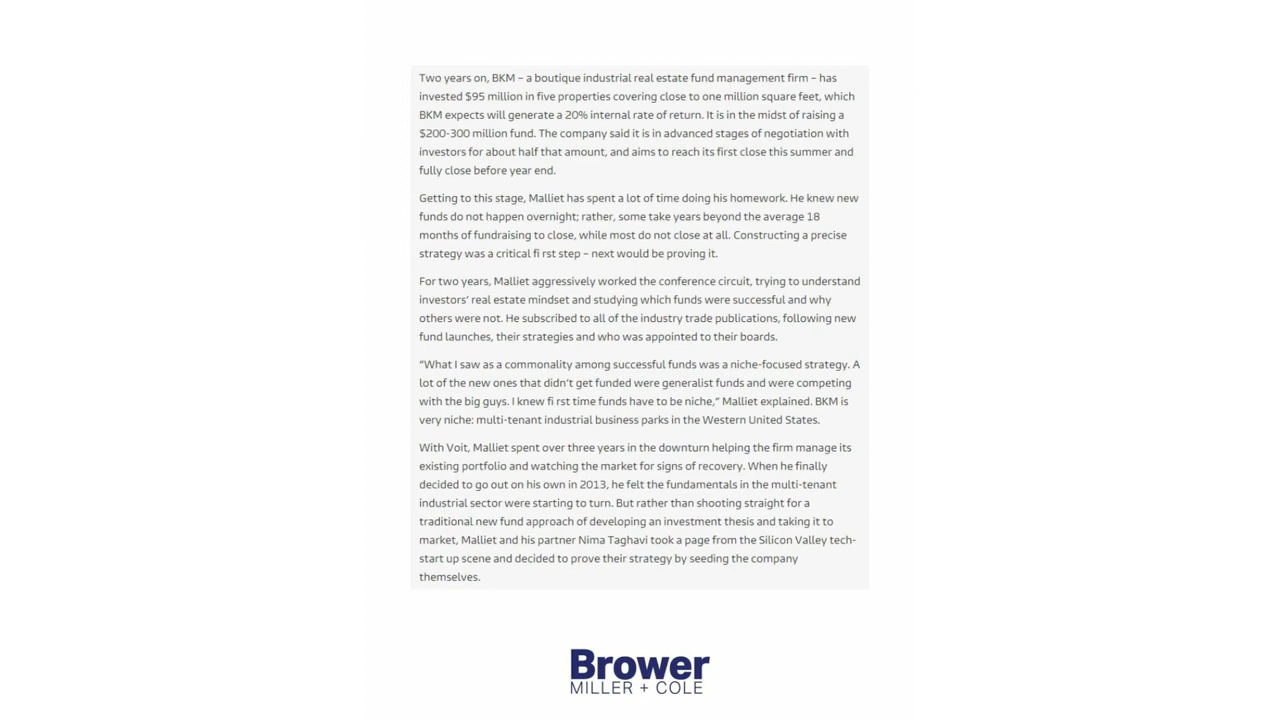 Two years on, BKM – a boutique industrial real estate fund management firm – has
invested $95 million in five properties covering close to one million square feet, which
BKM expects will generate a 20% internal rate of return. It is in the midst of raising a
$200-300 million fund. The company said it is in advanced stages of negotiation with
investors for about half that amount, and aims to reach its first close this summer and
fully close before year end.
Getting to this stage, Malliet has spent a lot of time doing his homework. He knew new
funds do not happen overnight; rather, some take years beyond the average 18
months of fundraising to close, while most do not close at all. Constructing a precise
strategy was a critical fi rst step – next would be proving it.
For two years, Malliet aggressively worked the conference circuit, trying to understand
investors’ real estate mindset and studying which funds were successful and why
others were not. He subscribed to all of the industry trade publications, following new
fund launches, their strategies and who was appointed to their boards.
“What I saw as a commonality among successful funds was a niche-focused strategy. A
lot of the new ones that didn’t get funded were generalist funds and were competing
with the big guys. I knew fi rst time funds have to be niche,” Malliet explained. BKM is
very niche: multi-tenant industrial business parks in the Western United States.
With Voit, Malliet spent over three years in the downturn helping the firm manage its
existing portfolio and watching the market for signs of recovery. When he finally
decided to go out on his own in 2013, he felt the fundamentals in the multi-tenant
industrial sector were starting to turn. But rather than shooting straight for a
traditional new fund approach of developing an investment thesis and taking it to
market, Malliet and his partner Nima Taghavi took a page from the Silicon Valley tech-
start up scene and decided to prove their strategy by seeding the company
themselves.
Brower
MILLER + COLE